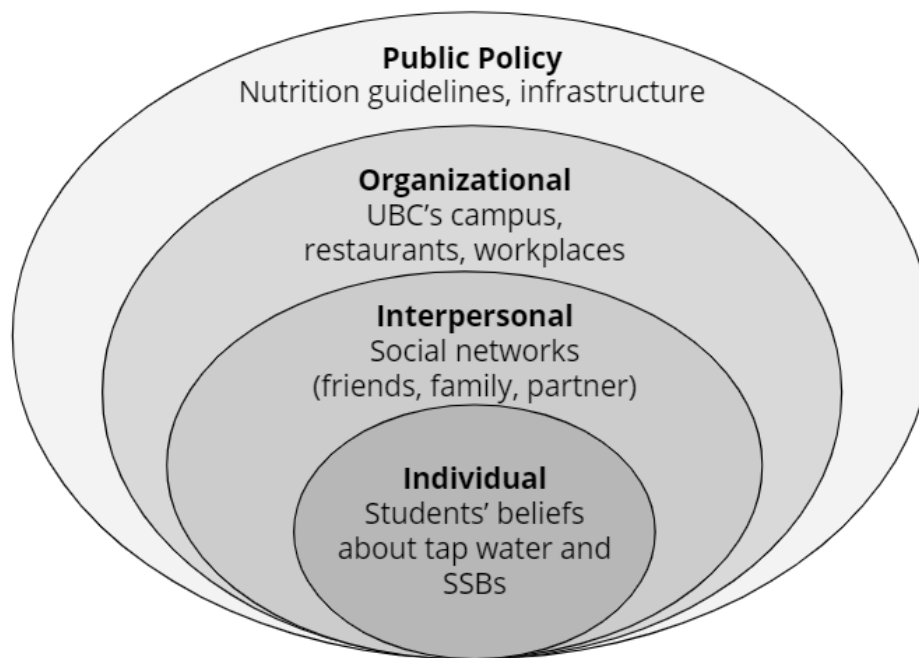 Public Policy
Nutrition guidelines, infrastructure
Organizational
UBC’s campus,
restaurants, workplaces
Interpersonal
Social networks
(friends, family, partner)
Individual
Students’ beliefs
about tap water and
SSBs